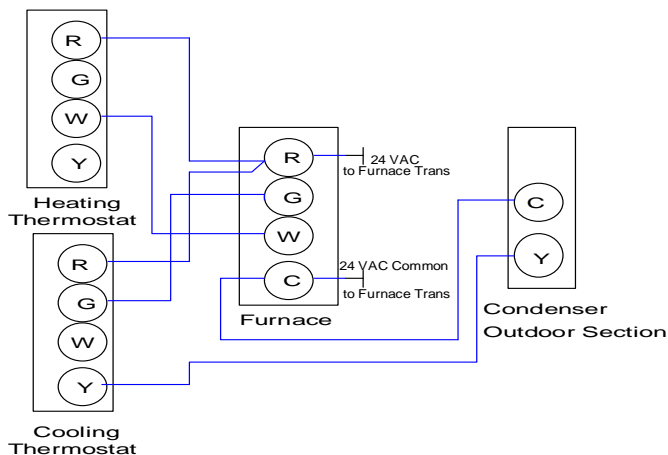 R
G
W
Y
Heating
Thermostat
R
G
W
Y
Cooling
Thermostat
R
G
W
C
Furnace
24 VAC
to Furnace Trans
24 VAC Common
to Furnace Trans
C
Y
Condenser
Outdoor Section